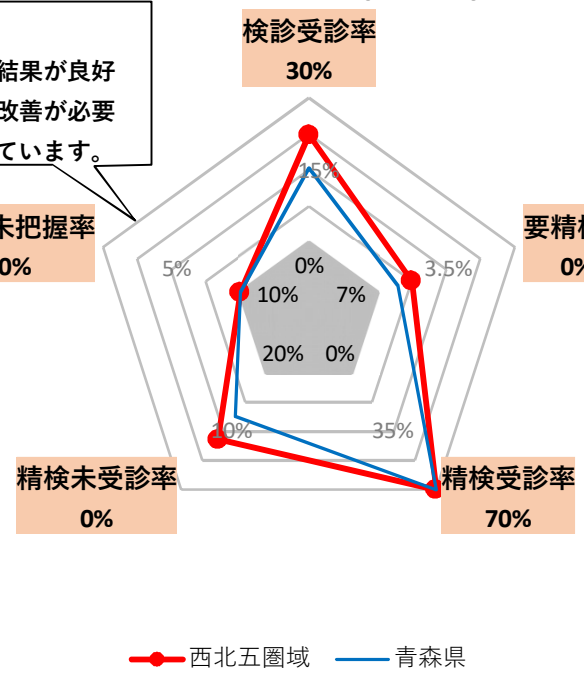 結果が良好
改善が必要
ています。
検診受診率
30%
15%
未把握率
0%
要精検
0%
5%
3.5%
0%
10%
7%
20%
0%
10%
35%
精検未受診率
0%
精検受診率
70%
西北五圏域
青森県